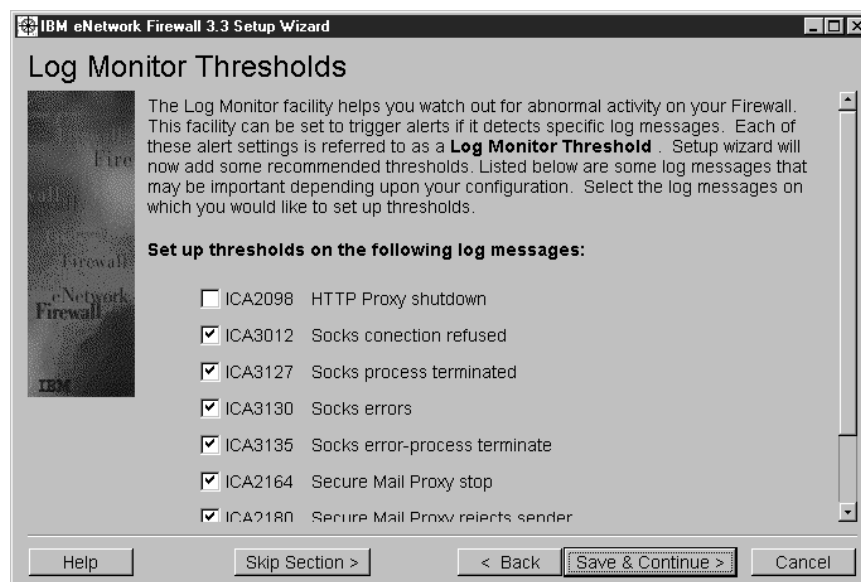 IBM eNetwork Firewall 3.3 Setup Wizard
Log Monitor Thresholds
The Log Monitor facility helps you watch out for abnormal activity on your Firewall.
This facility can be set to trigger alerts if it detects specific log messages. Each of
these alert settings is referred to as a Log Monitor Threshold . Setup wizard will
now add some recommended thresholds. Listed below are some log messages that
may be important depending upon your configuration. Select the log messages on
which you would like to set up thresholds.
Set up thresholds on the following log messages:
ICA2098 HTTP Proxy shutdown
ICA3012 Socks conection refused
ICA3127 Socks process terminated
ICA3130 Socks errors
ICA3135 Socks error-process terminate
ICA2164 Secure Mail Proxy stop
ICA2180 Secure Mail Proxy rejects sender
Fire
wall
Firewall
eNetwork
Firewall
IBM
Help
Skip Section >
< Back
Save & Continue >
Cancel